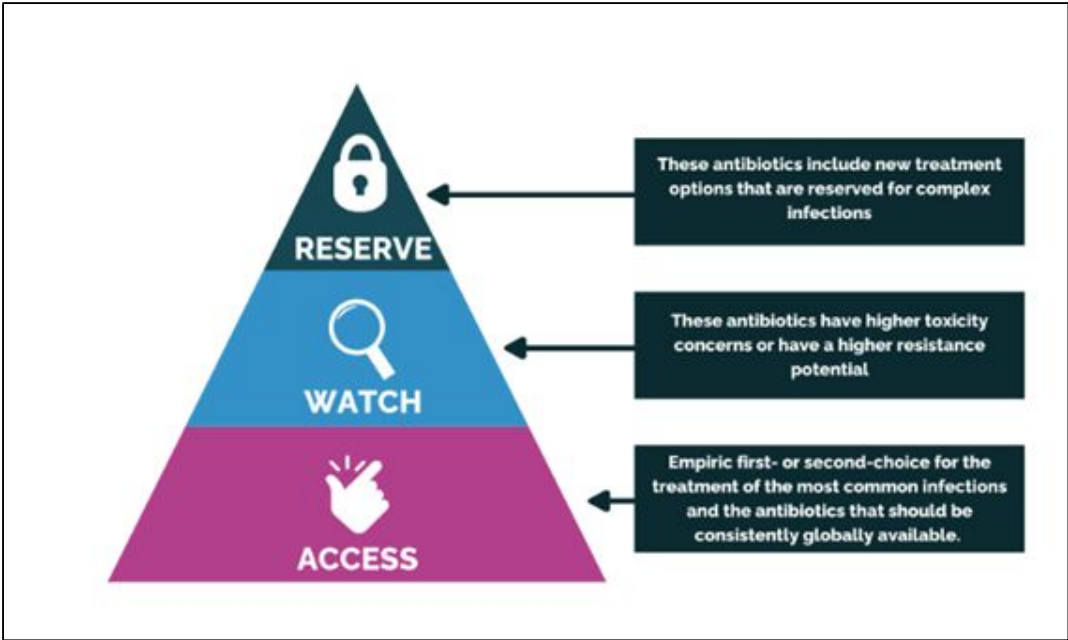 RESERVE
These antibiotics include new treatment
options that are reserved for complex
infections
WATCH
These antibiotics have higher toxicity
concerns or have a higher resistance
potential
ACCESS
Empiric first- or second-choice for the
treatment of the most common infections
and the antibiotics that should be
consistently globally available.